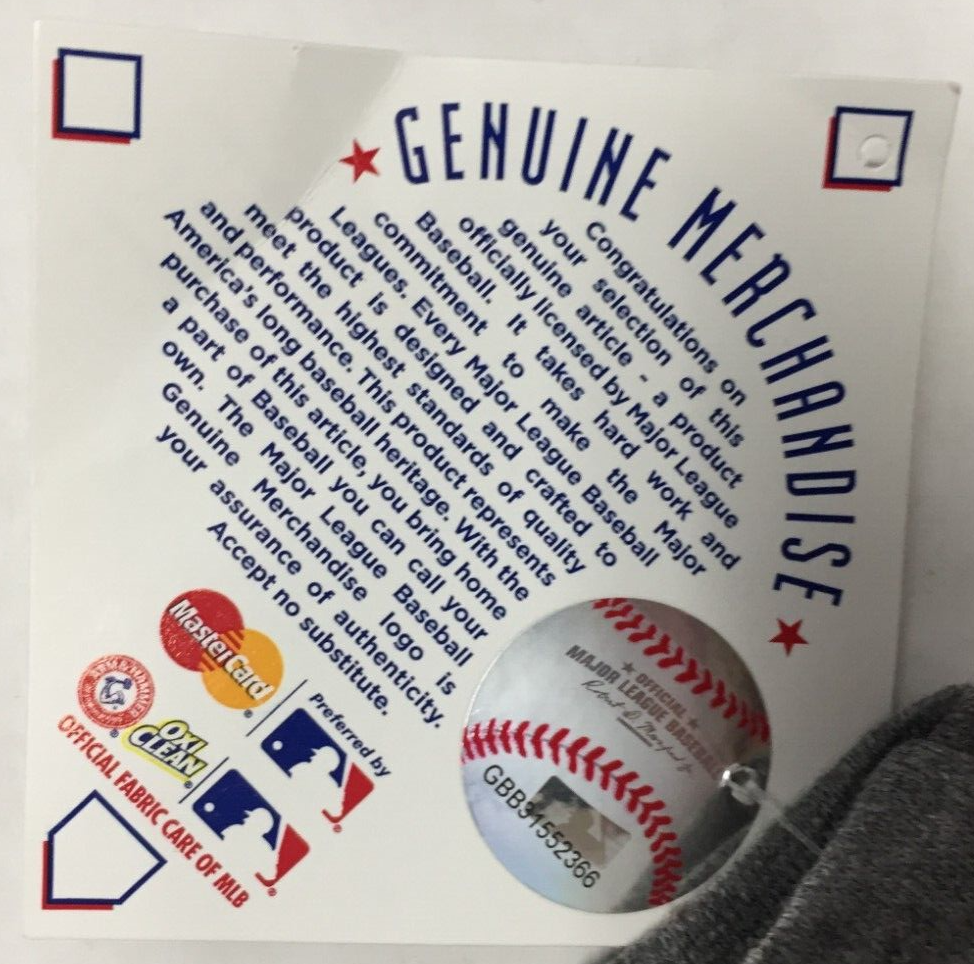 GENUINE MERCHANDISE
Congratulations on
your selection of this
genuine article - a product
officially licensed by Major League
Baseball. It takes hard work and
commitment to make the Major
Leagues. Every Major League Baseball
product is designed and crafted to
meet the highest standards of quality
and performance. This product represents
America's long baseball heritage. With the
purchase of this article, you bring home
a part of Baseball you can call your
own. The Major League Baseball
Genuine Merchandise logo is
your assurance of authenticity.
Accept no substitute.
MasterCard®
Preferred by
ARM & HAMMER
OXI
CLEAN®
OFFICIAL FABRIC CARE OF MLB
OFFICIAL
MAJOR LEAGUE BASEBALL
GBB31552366